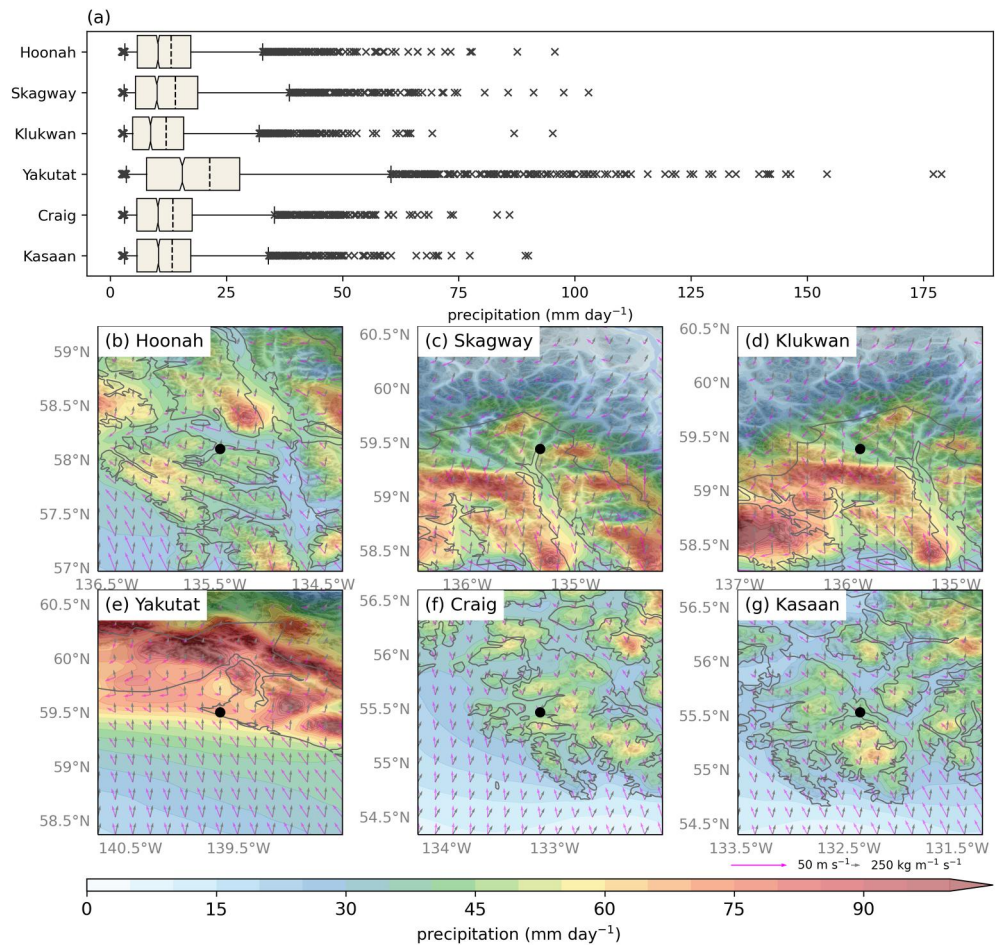 (a)
Hoonah
Skagway
Klukwan
Yakutat
Craig
Kasaan
0 25 50 75 100 125 150 175
precipitation (mm day⁻¹)
(b) Hoonah
59°N
58.5°N
58°N
57.5°N
57°N
136.5°W 135.5°W 134.5°W
(c) Skagway
60.5°N
60°N
59.5°N
59°N
58.5°N
136°W 135°W
(d) Klukwan
60.5°N
60°N
59.5°N
59°N
58.5°N
137°W 136°W 135°W
(e) Yakutat
60.5°N
60°N
59.5°N
59°N
58.5°N
140.5°W 139.5°W
(f) Craig
56.5°N
56°N
55.5°N
55°N
54.5°N
134°W 133°W
(g) Kasaan
56.5°N
56°N
55.5°N
55°N
54.5°N
133.5°W 132.5°W 131.5°W
50 m s⁻¹ 250 kg m⁻¹ s⁻¹
0 15 30 45 60 75 90
precipitation (mm day⁻¹)